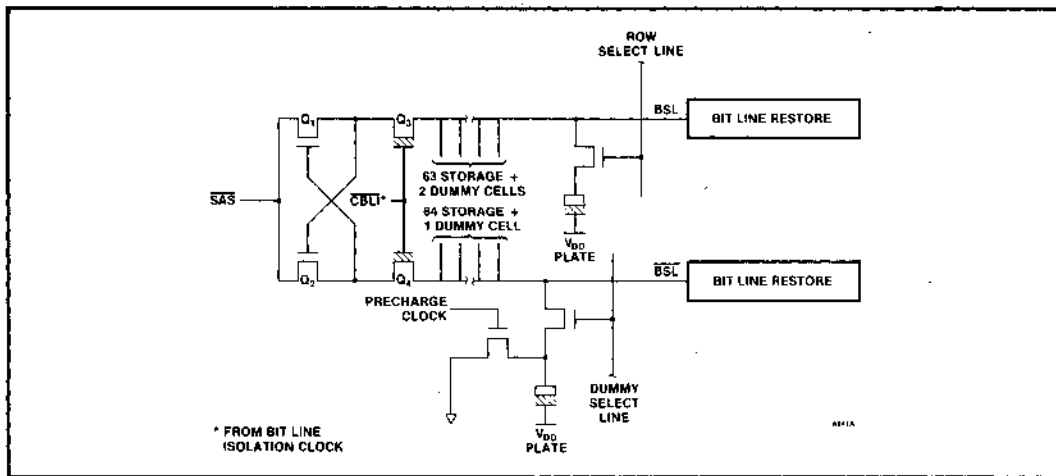 ROW
SELECT LINE
BSL
BIT LINE RESTORE
Q1
Q3
63 STORAGE +
2 DUMMY CELLS
SAS
CBLI*
64 STORAGE +
1 DUMMY CELL
VDD
PLATE
BSL
BIT LINE RESTORE
Q2
Q4
PRECHARGE
CLOCK
DUMMY
SELECT
LINE
VDD
PLATE
* FROM BIT LINE
ISOLATION CLOCK